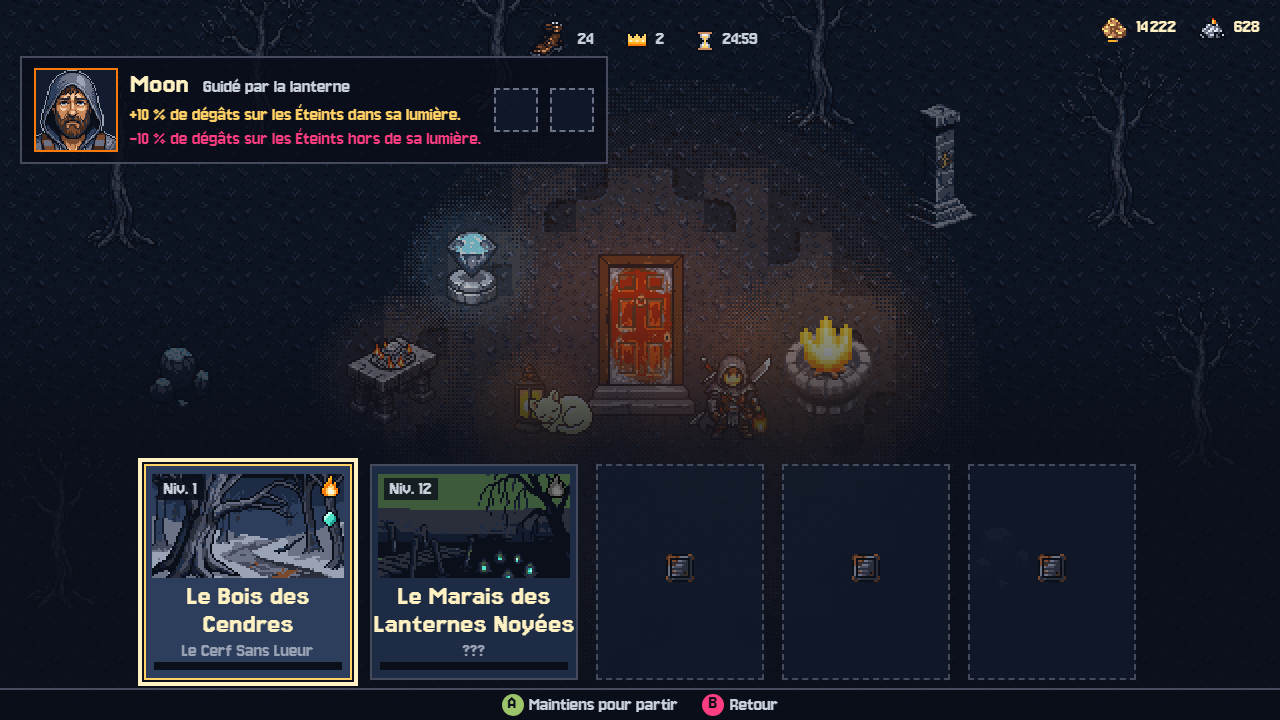 24
2
24:59
14222
628
Moon Guidé par la lanterne
+10 % de dégâts sur les Éteints dans sa lumière.
-10 % de dégâts sur les Éteints hors de sa lumière.
Niv. 1
Le Bois des
Cendres
Le Cerf Sans Lueur
Niv. 12
Le Marais des
Lanternes Noyées
???
A Maintiens pour partir
B Retour